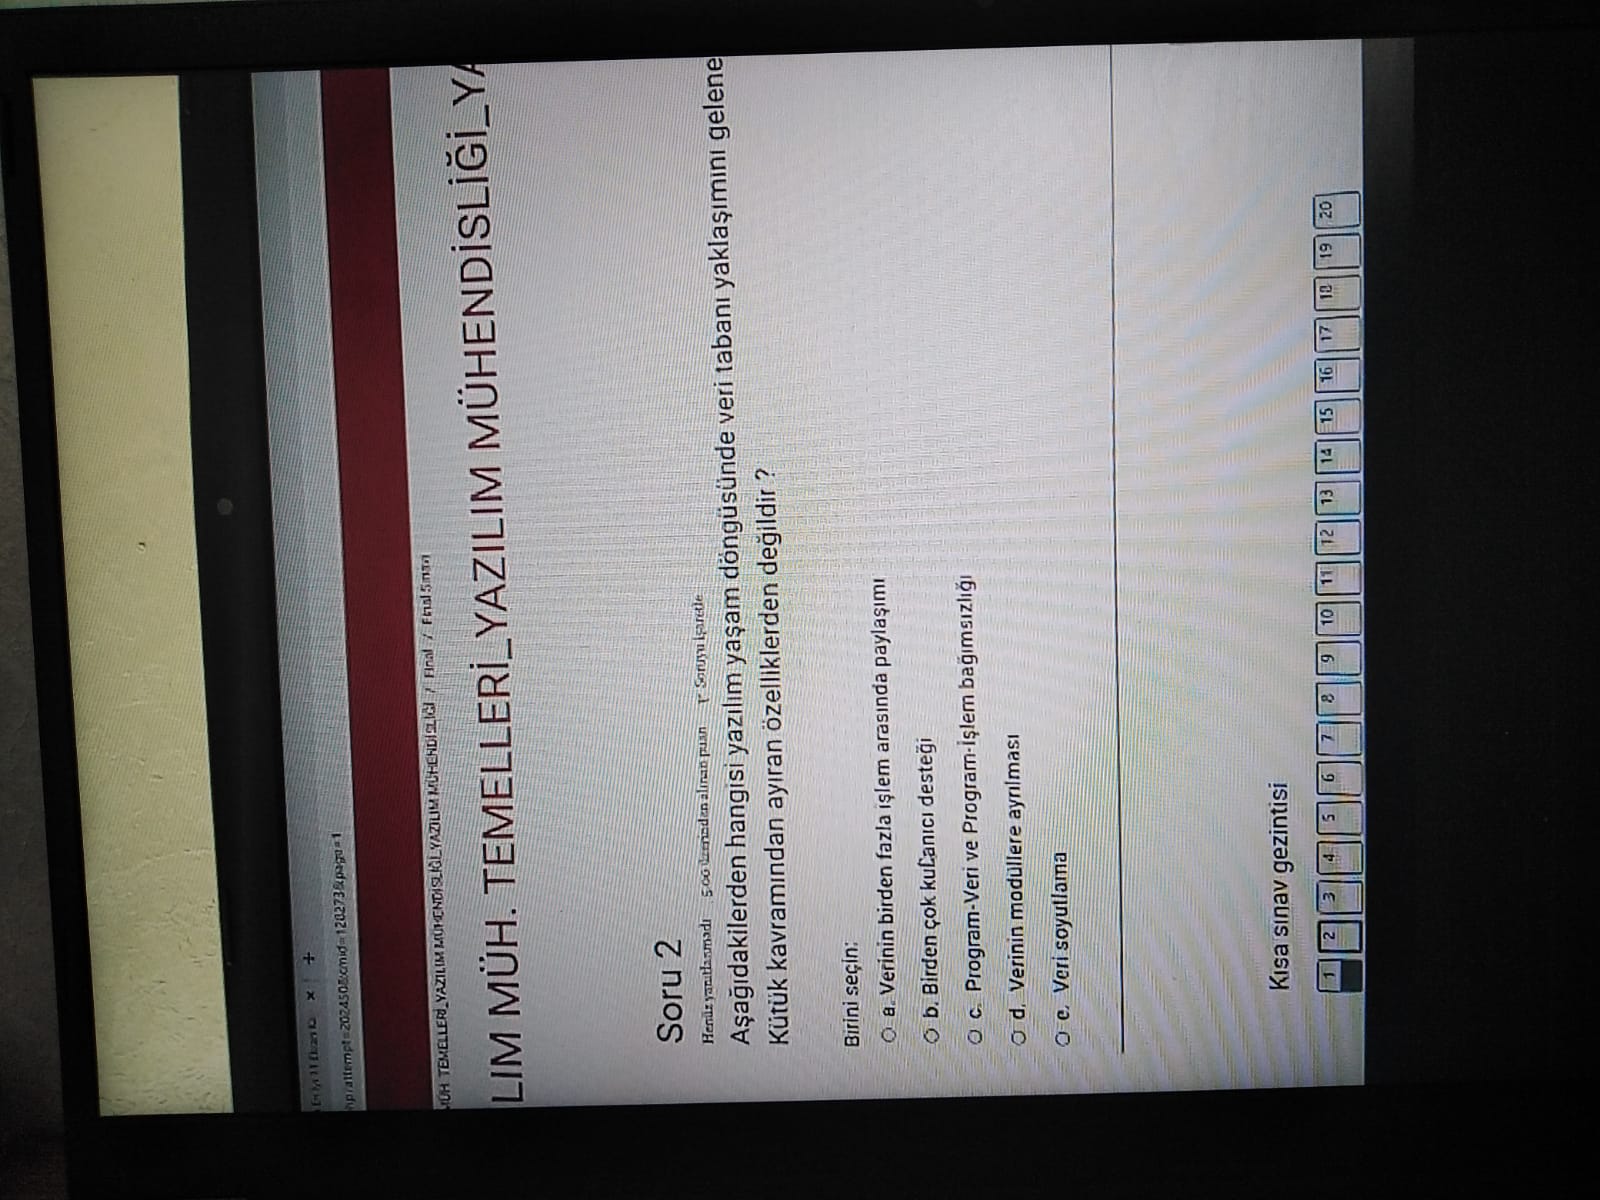 ×
+
attempt=202450&cmid=128273&page=1
MÜH. TEMELLERİ_YAZILIM MÜHENDİSLİĞİ_YAZILIM MÜHENDİSLİĞİ / Final / Final Sınavı
LIM MÜH. TEMELLERİ_YAZILIM MÜHENDİSLİĞİ_YA
Soru 2
Henüz yanıtlanmadı 5,00 üzerinden alınan puan Soruyu işaretle
Aşağıdakilerden hangisi yazılım yaşam döngüsünde veri tabanı yaklaşımını gelene
Kütük kavramından ayıran özelliklerden değildir ?
Birini seçin:
a. Verinin birden fazla işlem arasında paylaşımı
b. Birden çok kullanıcı desteği
c. Program-Veri ve Program-İşlem bağımsızlığı
d. Verinin modüllere ayrılması
e. Veri soyutlama
Kısa sınav gezintisi
1 2 3 4 5 6 7 8 9 10 11 12 13 14 15 16 17 18 19 20